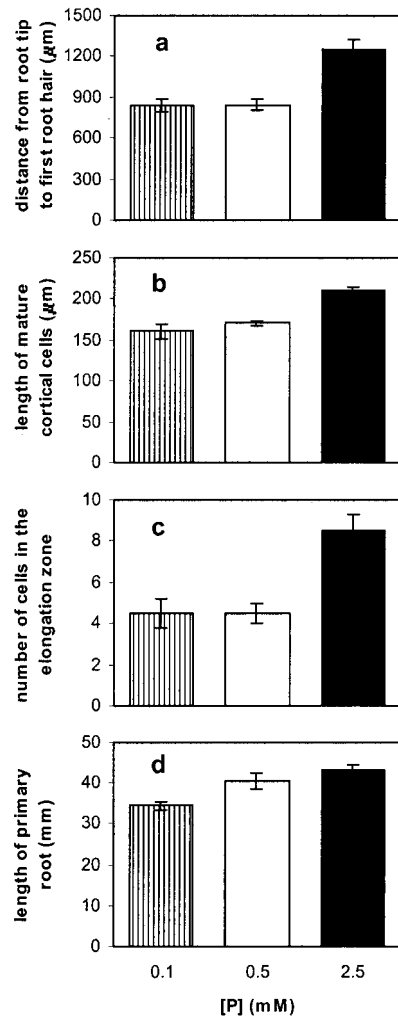 distance from root tip
to first root hair (μm)
1500
1200
900
600
300
0
a
length of mature
cortical cells (μm)
250
200
150
100
50
0
b
number of cells in the
elongation zone
10
8
6
4
2
0
c
length of primary
root (mm)
50
40
30
20
10
0
d
0.1 0.5 2.5
[P] (mM)